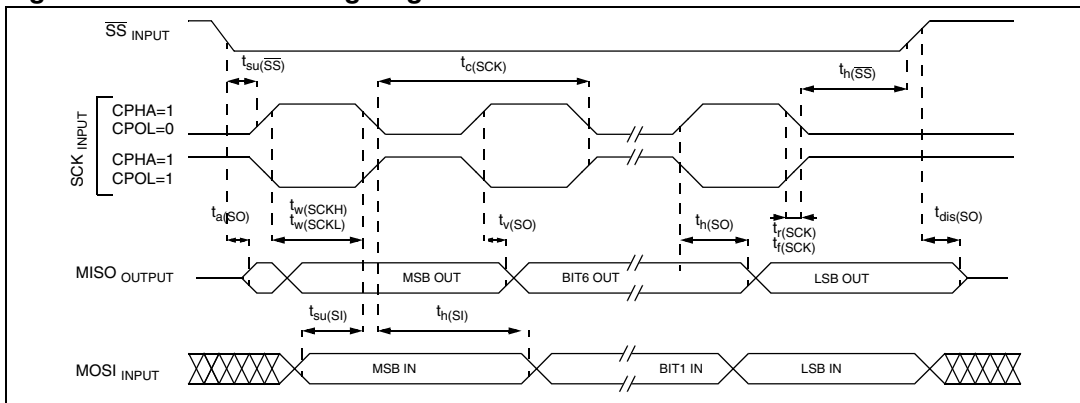 SS INPUT
tsu(SS)
tc(SCK)
th(SS)
SCK INPUT
CPHA=1
CPOL=0
CPHA=1
CPOL=1
ta(SO)
tw(SCKH)
tw(SCKL)
tv(SO)
th(SO)
tr(SCK)
tf(SCK)
tdis(SO)
MISO OUTPUT
MSB OUT
BIT6 OUT
LSB OUT
tsu(SI)
th(SI)
MOSI INPUT
MSB IN
BIT1 IN
LSB IN